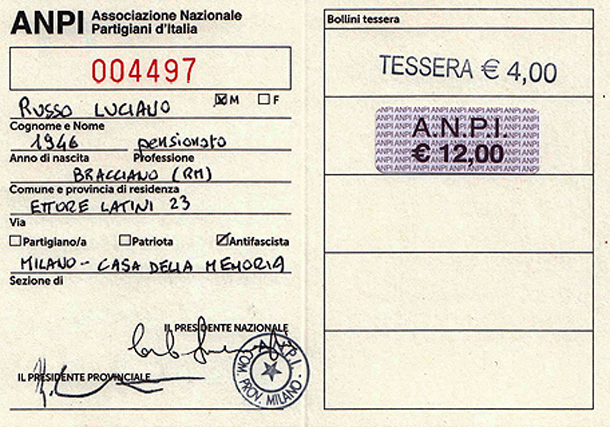 ANPI Associazione Nazionale
Partigiani d'Italia
004497
RUSSO LUCIANO M F
Cognome e Nome
1946 pensionato
Anno di nascita Professione
BRACCIANO (RM)
Comune e provincia di residenza
ETTORE LATINI 23
Via
Partigiano/a Patriota Antifascista
MILANO - CASA DELLA MEMORIA
Sezione di
IL PRESIDENTE NAZIONALE
IL PRESIDENTE PROVINCIALE
A.N.P.I.
COM. PROV. MILANO
Bollini tessera
TESSERA € 4,00
A.N.P.I.
€ 12,00